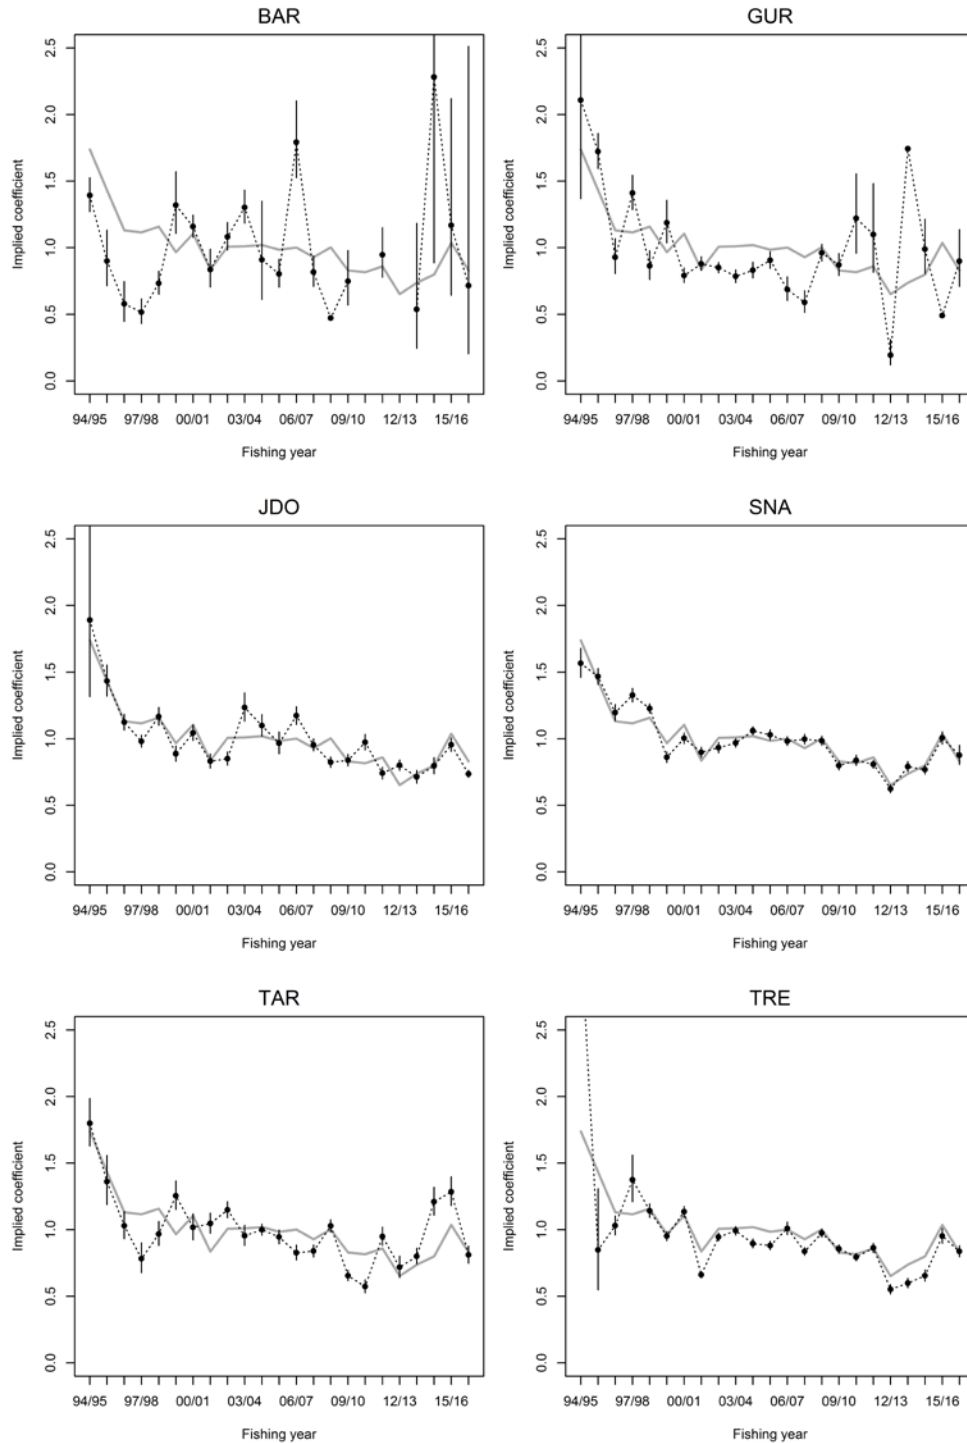 BAR
GUR
Implied coefficient
0.0 0.5 1.0 1.5 2.0 2.5
94/95 97/98 00/01 03/04 06/07 09/10 12/13 15/16
Fishing year
Implied coefficient
0.0 0.5 1.0 1.5 2.0 2.5
94/95 97/98 00/01 03/04 06/07 09/10 12/13 15/16
Fishing year
JDO
SNA
Implied coefficient
0.0 0.5 1.0 1.5 2.0 2.5
94/95 97/98 00/01 03/04 06/07 09/10 12/13 15/16
Fishing year
Implied coefficient
0.0 0.5 1.0 1.5 2.0 2.5
94/95 97/98 00/01 03/04 06/07 09/10 12/13 15/16
Fishing year
TAR
TRE
Implied coefficient
0.0 0.5 1.0 1.5 2.0 2.5
94/95 97/98 00/01 03/04 06/07 09/10 12/13 15/16
Fishing year
Implied coefficient
0.0 0.5 1.0 1.5 2.0 2.5
94/95 97/98 00/01 03/04 06/07 09/10 12/13 15/16
Fishing year